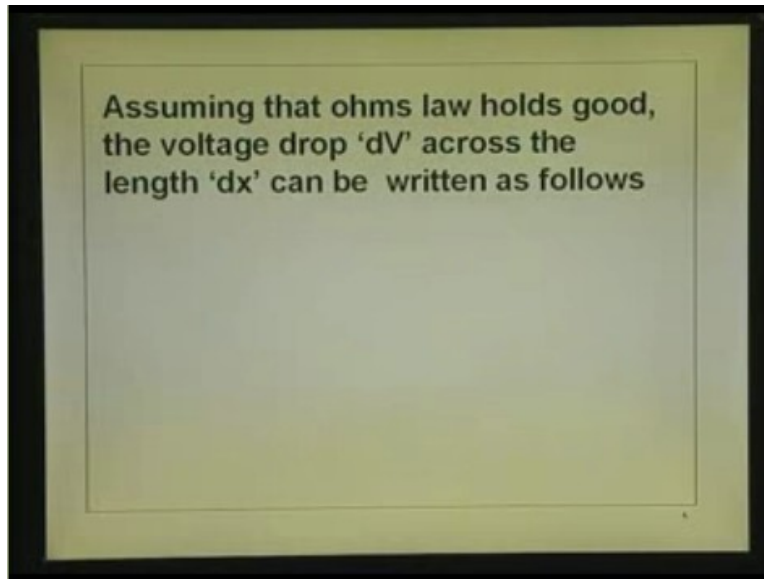 Assuming that ohms law holds good,
the voltage drop ‘dV’ across the
length ‘dx’ can be written as follows